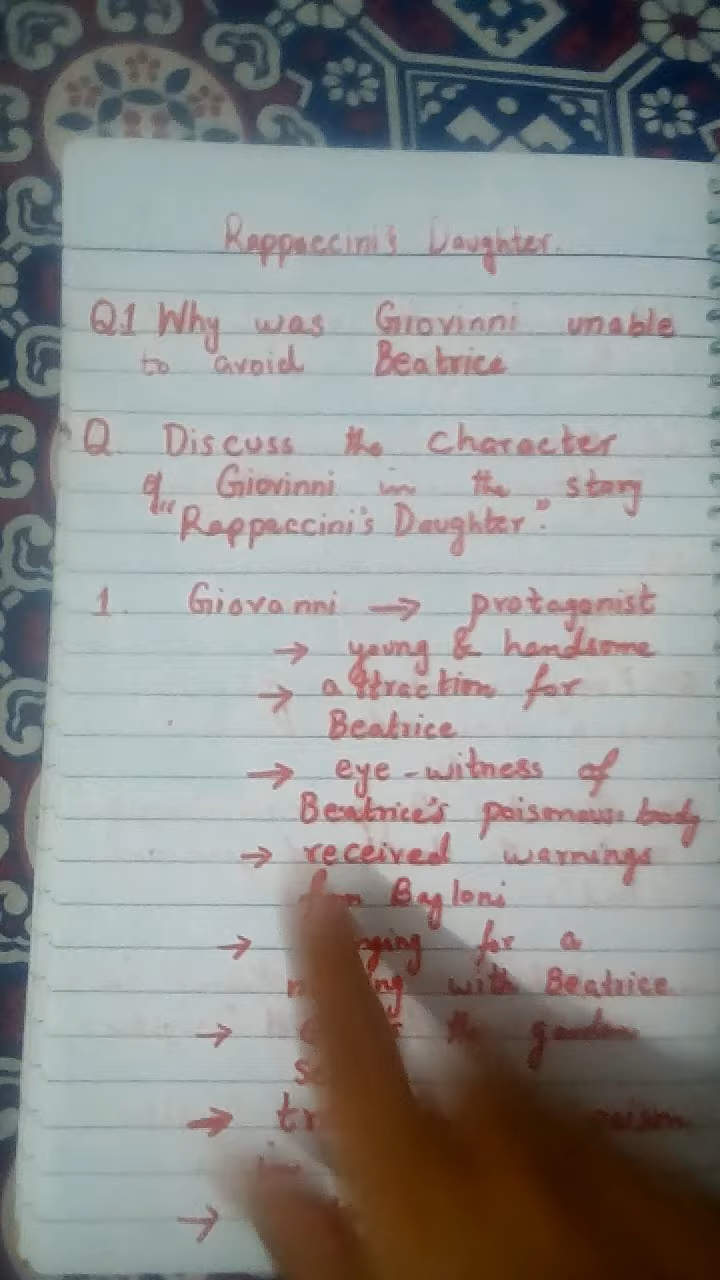 Rappaccini's Daughter.
Q1 Why was Giovinni unable
to avoid Beatrice
Q. Discuss the character
of Giovinni in the story
"Rappaccini's Daughter".
1. Giovanni → protagonist
→ young & handsome
→ attraction for
Beatrice
→ eye-witness of
Beatrice's poisonous body
→ received warnings
Bagloni
→ for a
with Beatrice
→ the garden
→
→